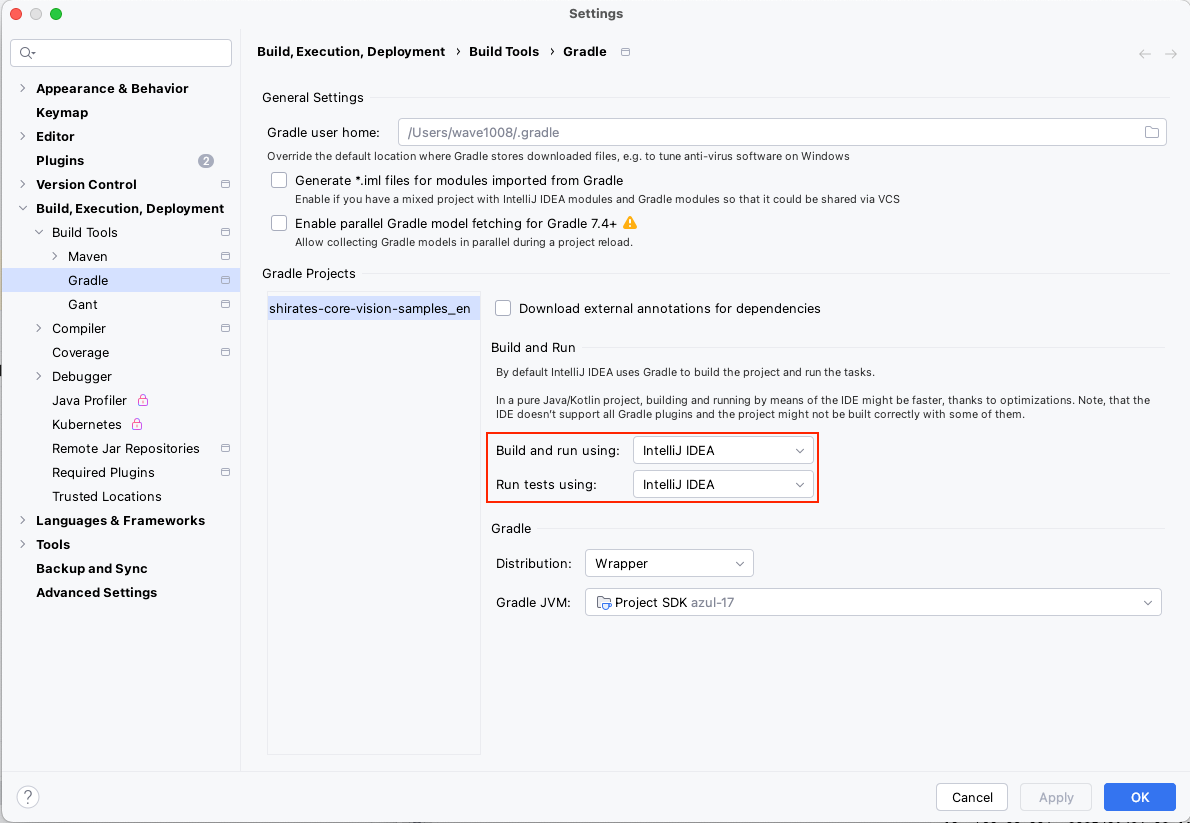 Settings
Appearance & Behavior
Keymap
Editor
Plugins 2
Version Control
Build, Execution, Deployment
Build Tools
Maven
Gradle
Gant
Compiler
Coverage
Debugger
Java Profiler
Kubernetes
Remote Jar Repositories
Required Plugins
Trusted Locations
Languages & Frameworks
Tools
Backup and Sync
Advanced Settings
Build, Execution, Deployment › Build Tools › Gradle
General Settings
Gradle user home: /Users/wave1008/.gradle
Override the default location where Gradle stores downloaded files, e.g. to tune anti-virus software on Windows
Generate *.iml files for modules imported from Gradle
Enable if you have a mixed project with IntelliJ IDEA modules and Gradle modules so that it could be shared via VCS
Enable parallel Gradle model fetching for Gradle 7.4+
Allow collecting Gradle models in parallel during a project reload.
Gradle Projects
shirates-core-vision-samples_en
Download external annotations for dependencies
Build and Run
By default IntelliJ IDEA uses Gradle to build the project and run the tasks.
In a pure Java/Kotlin project, building and running by means of the IDE might be faster, thanks to optimizations. Note, that the
IDE doesn't support all Gradle plugins and the project might not be built correctly with some of them.
Build and run using: IntelliJ IDEA
Run tests using: IntelliJ IDEA
Gradle
Distribution: Wrapper
Gradle JVM: Project SDK azul-17
? Cancel Apply OK